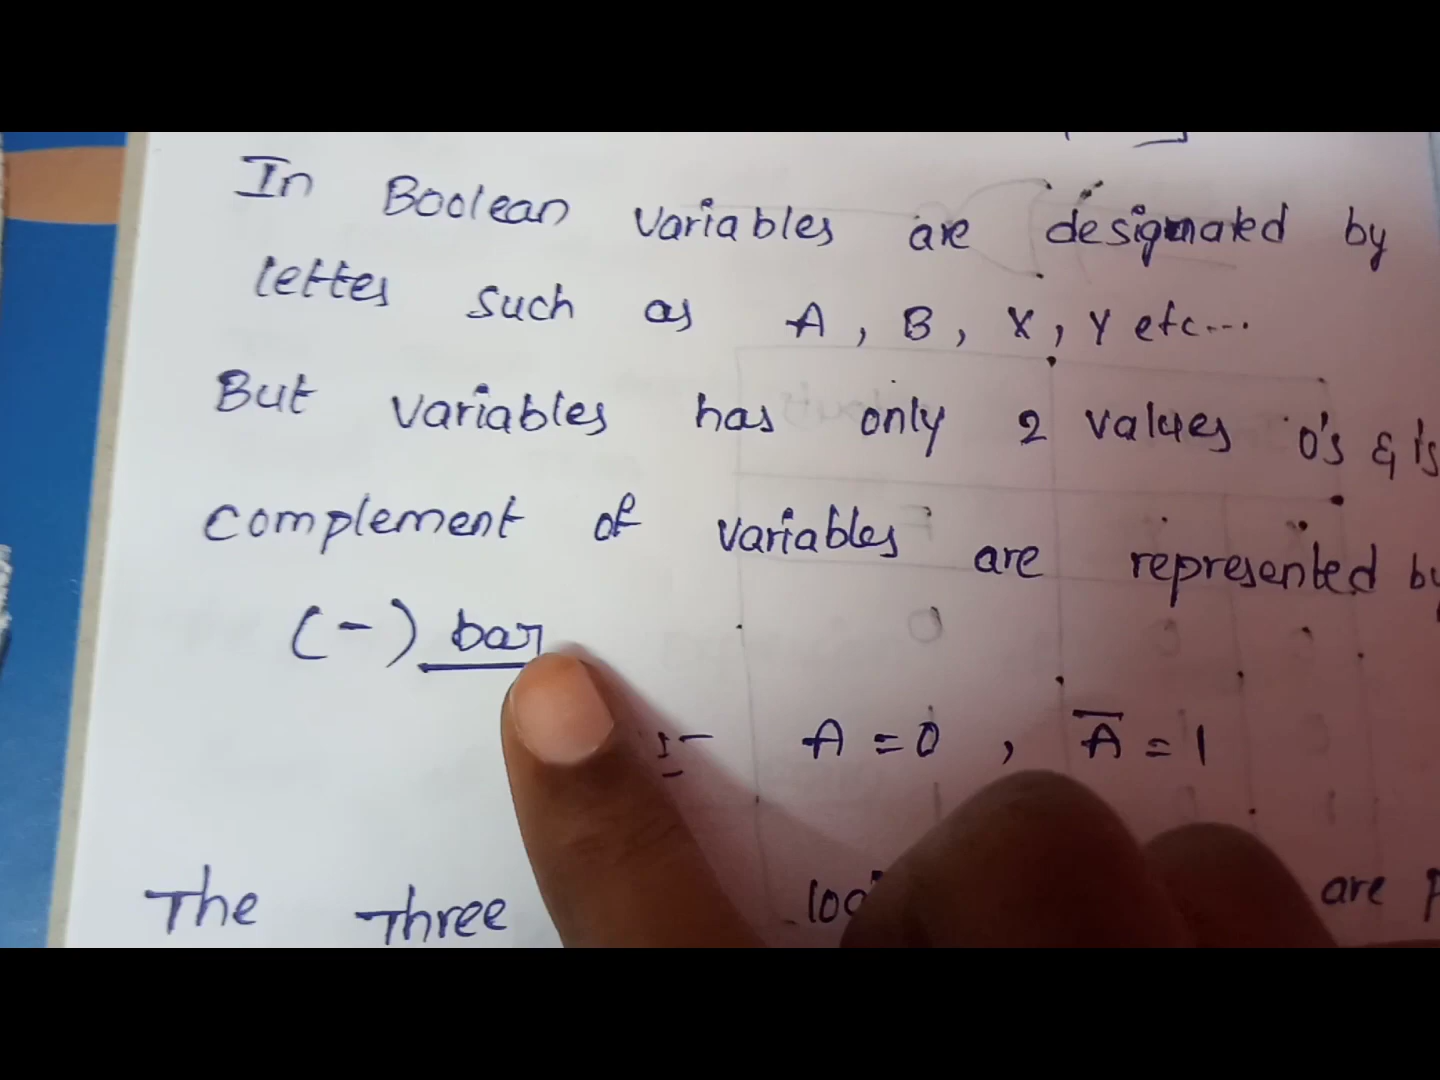 In Boolean variables are designated by
lettes such as A, B, X, Y etc...
But variables has only 2 values 0's & 1's
complement of variables are represented by
(-) bar
:- A = 0 , A̅ = 1
The Three are